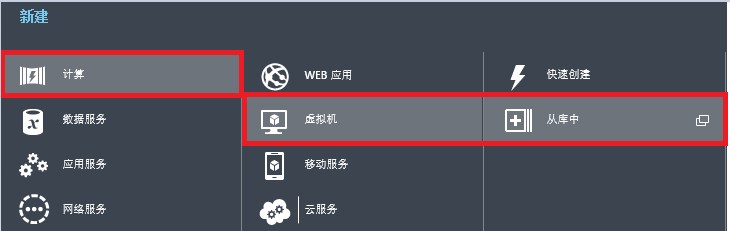 新建
计算
WEB 应用
快速创建
数据服务
虚拟机
从库中
应用服务
移动服务
网络服务
云服务